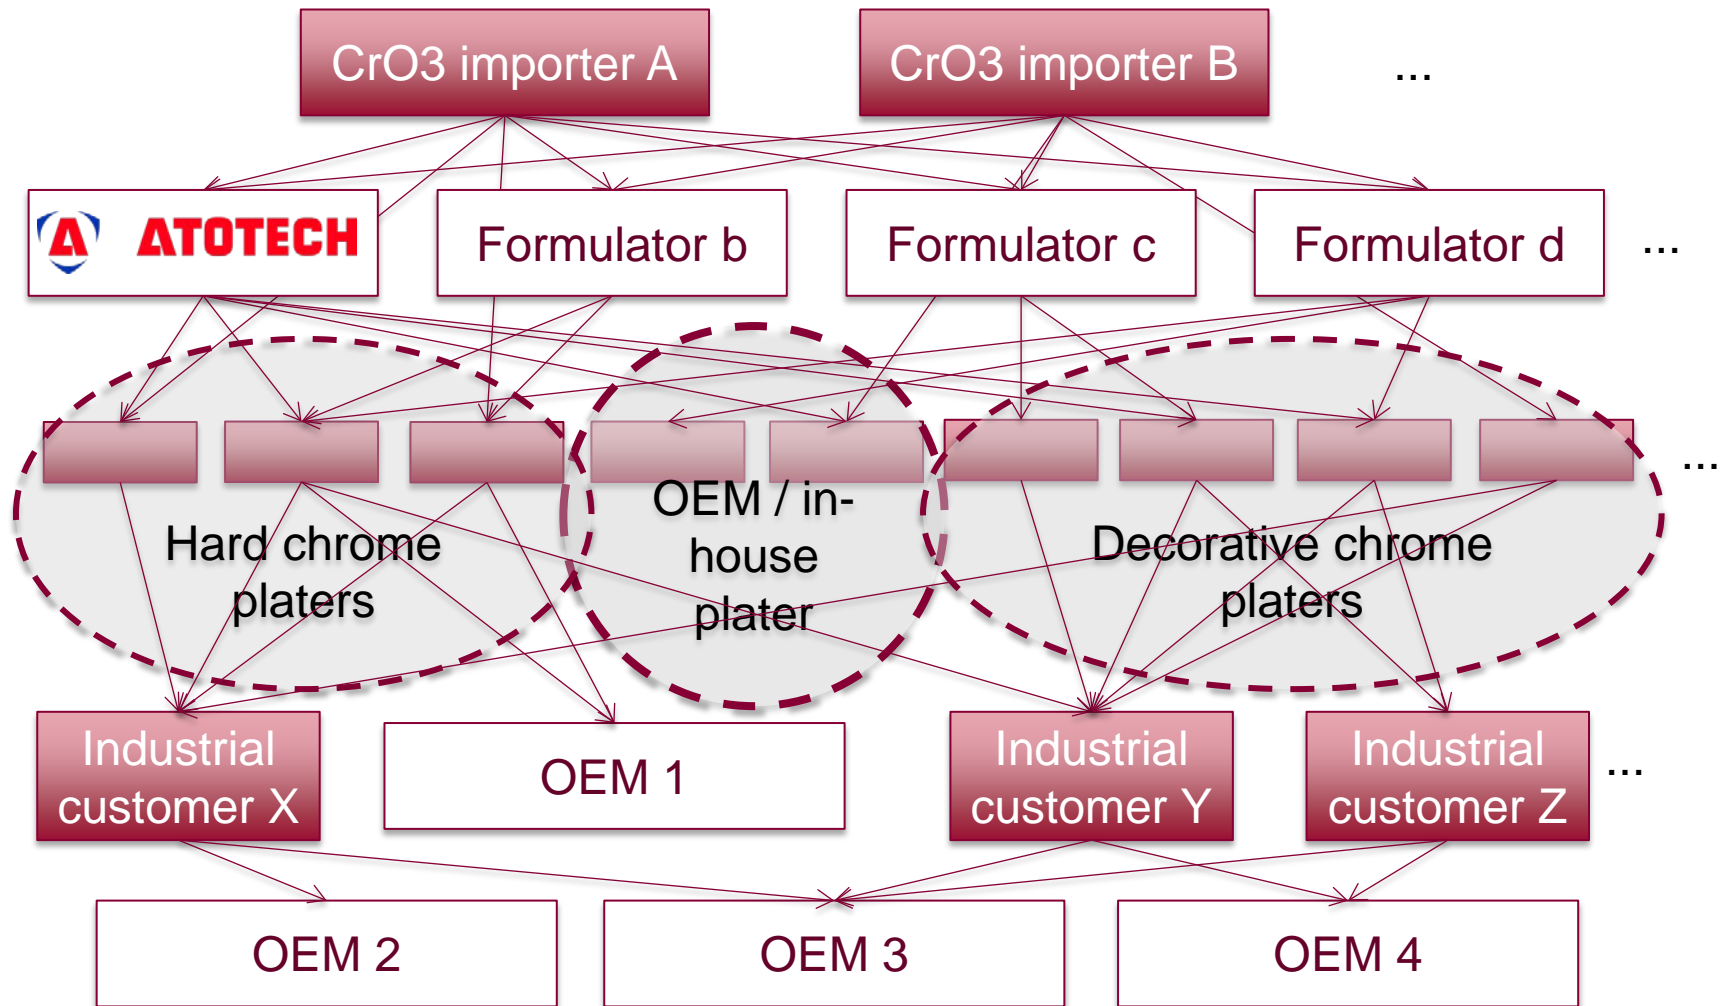 CrO3 importer A
CrO3 importer B
...
A ATOTECH
Formulator b
Formulator c
Formulator d
...
...
Hard chrome
platers
OEM / in-
house
plater
Decorative chrome
platers
Industrial
customer X
OEM 1
Industrial
customer Y
Industrial
customer Z
...
OEM 2
OEM 3
OEM 4